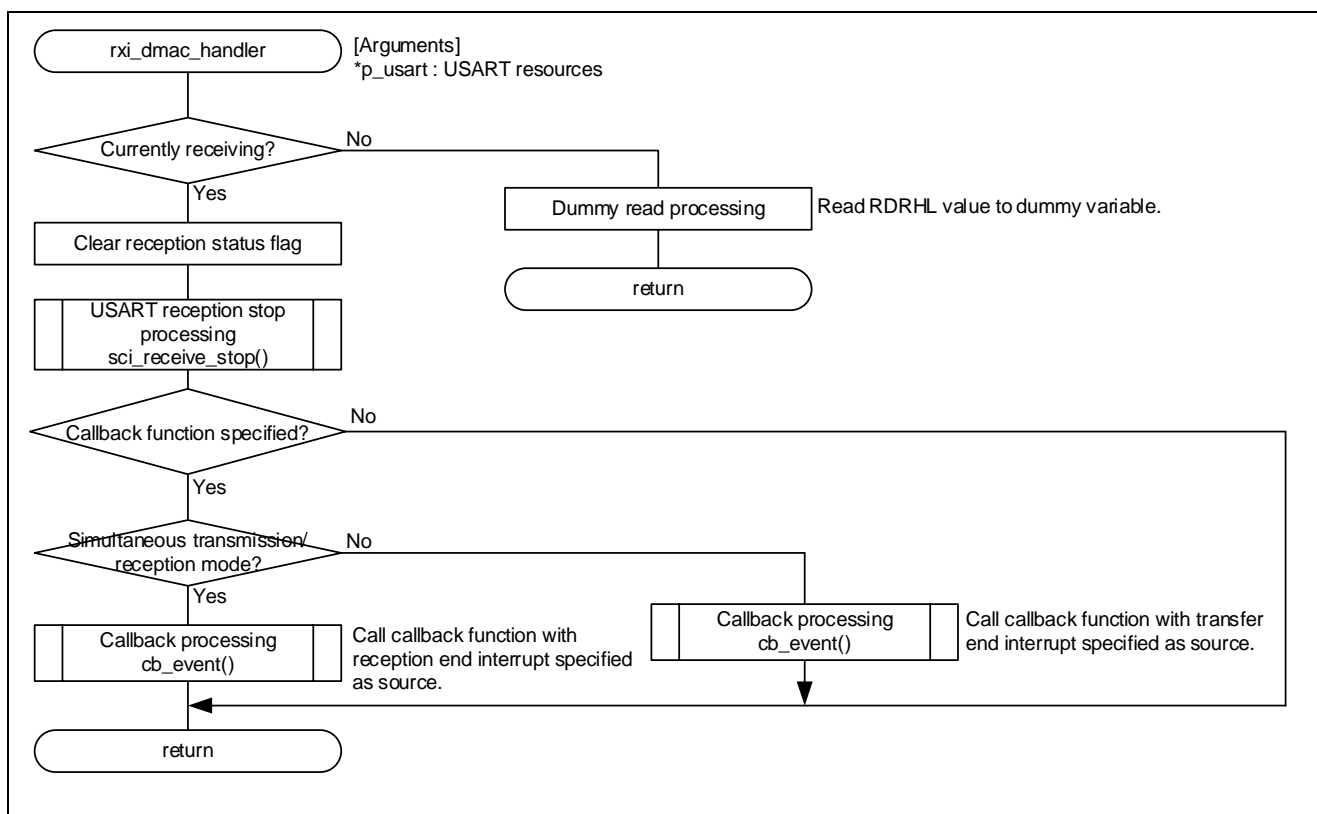 rxi_dmac_handler
[Arguments]
*p_usart : USART resources
Currently receiving?
No
Yes
Dummy read processing
Read RDRHL value to dummy variable.
Clear reception status flag
return
USART reception stop
processing
sci_receive_stop()
Callback function specified?
No
Yes
Simultaneous transmission/
reception mode?
No
Yes
Callback processing
cb_event()
Call callback function with
reception end interrupt specified
as source.
Callback processing
cb_event()
Call callback function with transfer
end interrupt specified as source.
return